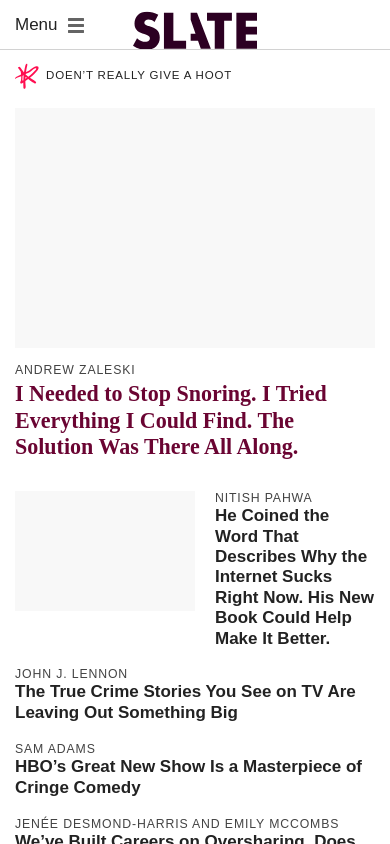 Menu
SLATE
DOEN'T REALLY GIVE A HOOT
ANDREW ZALESKI
I Needed to Stop Snoring. I Tried
Everything I Could Find. The
Solution Was There All Along.
NITISH PAHWA
He Coined the
Word That
Describes Why the
Internet Sucks
Right Now. His New
Book Could Help
Make It Better.
JOHN J. LENNON
The True Crime Stories You See on TV Are
Leaving Out Something Big
SAM ADAMS
HBO’s Great New Show Is a Masterpiece of
Cringe Comedy
JENÉE DESMOND-HARRIS AND EMILY MCCOMBS
We’ve Built Careers on Oversharing. Does